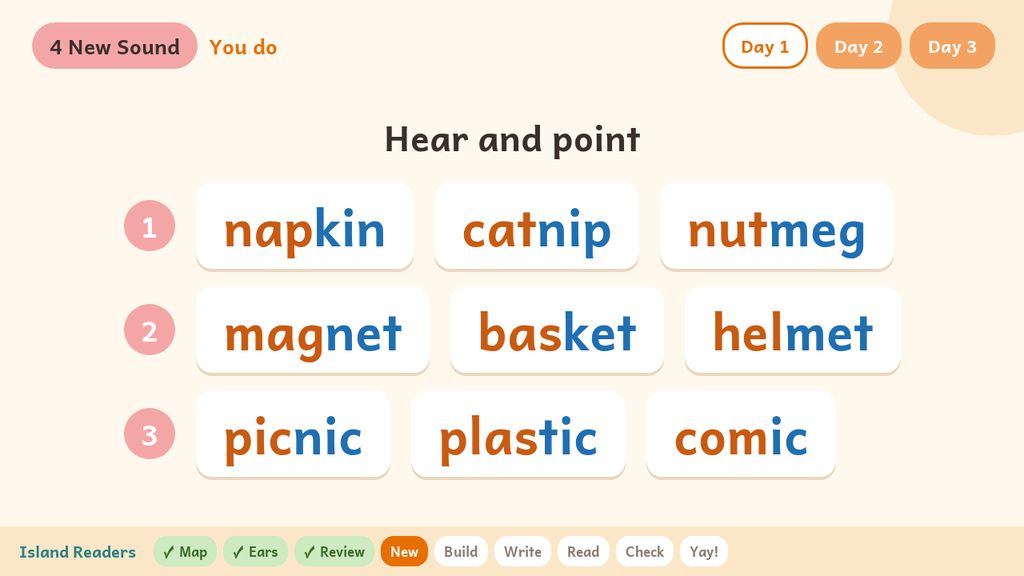 4 New Sound You do Day 1 Day 2 Day 3
Hear and point
1 napkin catnip nutmeg
2 magnet basket helmet
3 picnic plastic comic
Island Readers ✓ Map ✓ Ears ✓ Review New Build Write Read Check Yay!